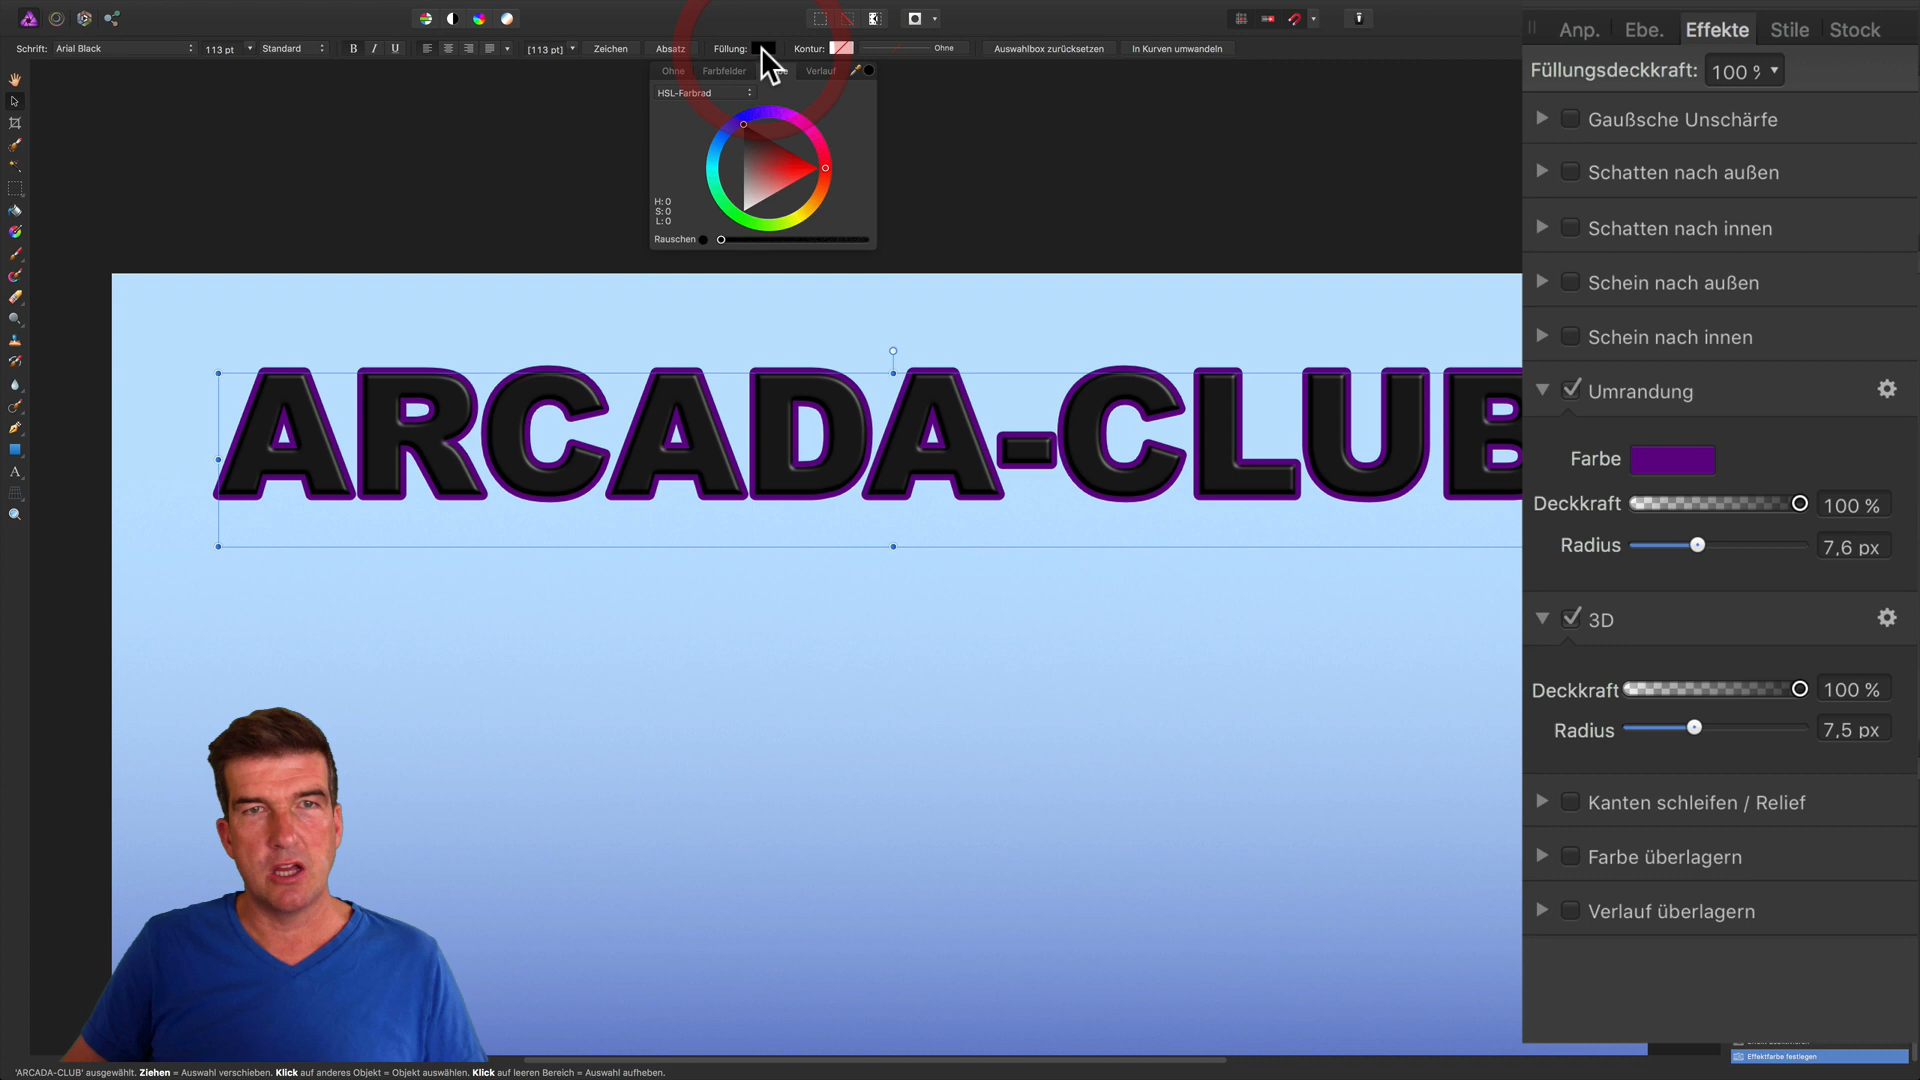 Schrift: Arial Black 113 pt Standard B I U [113 pt] Zeichen Absatz Füllung: Kontur: Ohne Auswahlbox zurücksetzen In Kurven umwandeln
Ohne Farbfelder Verlauf
HSL-Farbrad
H: 0
S: 0
L: 0
Rauschen
Anp. Ebe. Effekte Stile Stock
Füllungsdeckkraft: 100 %
Gaußsche Unschärfe
Schatten nach außen
Schatten nach innen
Schein nach außen
Schein nach innen
Umrandung
Farbe
Deckkraft 100 %
Radius 7,6 px
3D
Deckkraft 100 %
Radius 7,5 px
Kanten schleifen / Relief
Farbe überlagern
Verlauf überlagern
ARCADA-CLUB
Effektfarbe festlegen
'ARCADA-CLUB' ausgewählt. Ziehen = Auswahl verschieben. Klick auf anderes Objekt = Objekt auswählen. Klick auf leeren Bereich = Auswahl aufheben.